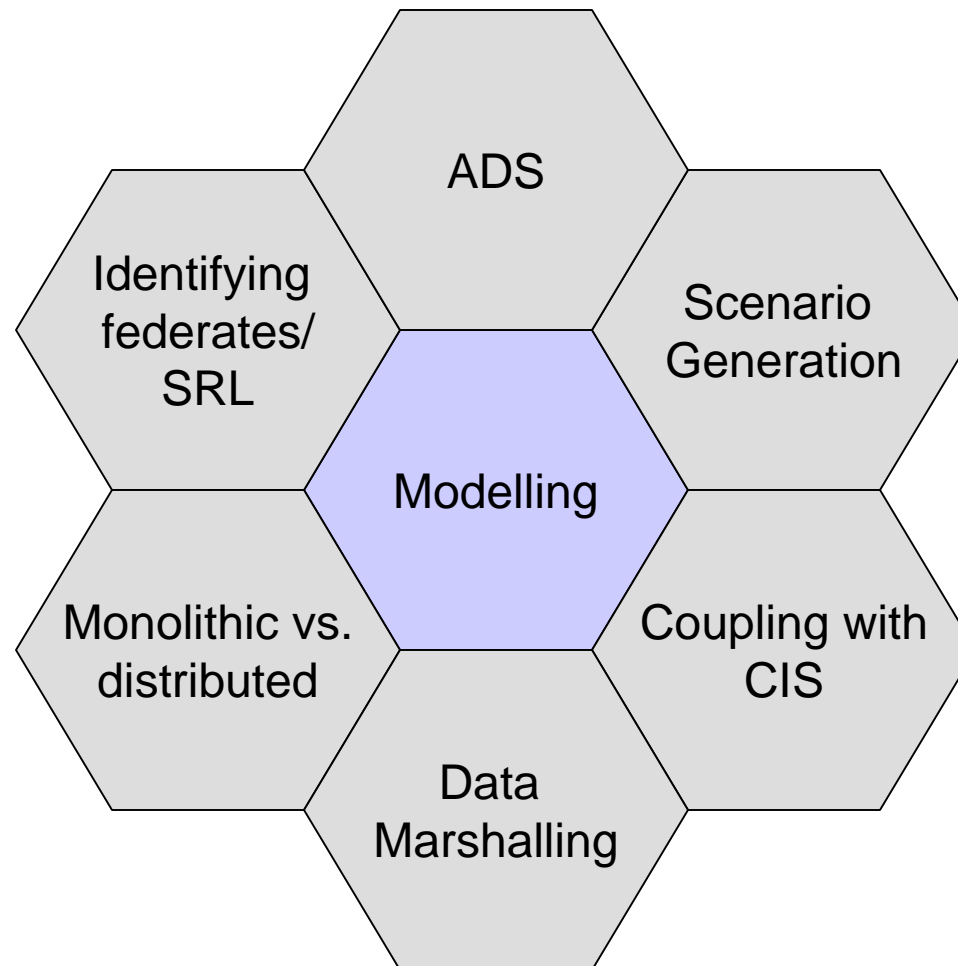 ADS
Identifying
federates/
SRL
Scenario
Generation
Modelling
Monolithic vs.
distributed
Coupling with
CIS
Data
Marshalling